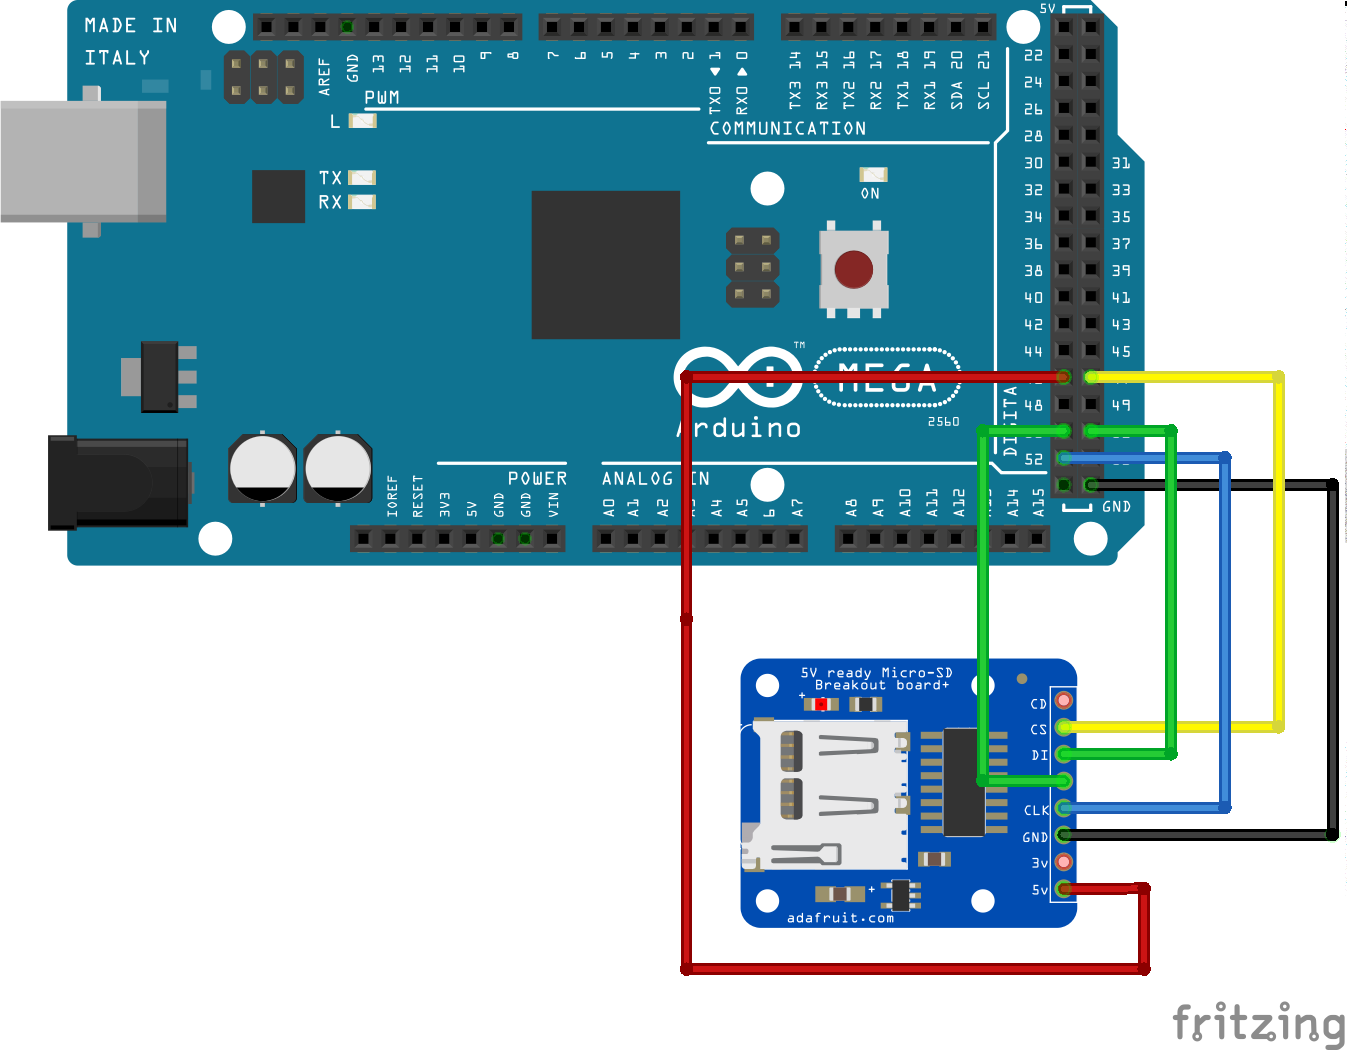 MADE IN
ITALY
AREF
GND
13
12
11
10
9
8
7
6
5
4
3
2
TX0 1
RX0 0
TX3 14
RX3 15
TX2 16
RX2 17
TX1 18
RX1 19
SDA 20
SCL 21
5V
PWM
COMMUNICATION
L
TX
RX
ON
22
24
26
28
30 31
32 33
34 35
36 37
38 39
40 41
42 43
44 45
48 49
52
GND
TM
MEGA
Arduino
2560
POWER
ANALOG IN
IOREF
RESET
3V3
5V
GND
GND
VIN
A0
A1
A2
A4
A5
6
A7
A8
A9
A10
A11
A12
A14
A15
5V ready Micro-SD
Breakout board+
CD
CS
DI
CLK
GND
3v
5v
adafruit.com
fritzing